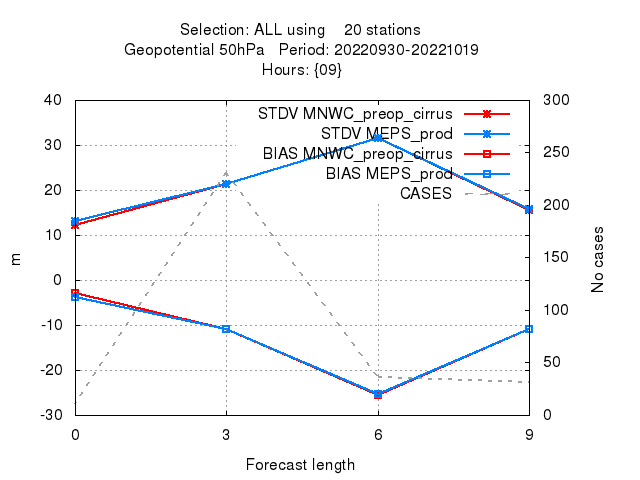 Selection: ALL using    20 stations
Geopotential 50hPa   Period: 20220930-20221019
Hours: {09}
40
30
20
10
0
-10
-20
-30
300
250
200
150
100
50
0
STDV MNWC_preop_cirrus
STDV MEPS_prod
BIAS MNWC_preop_cirrus
BIAS MEPS_prod
CASES
m
No cases
0
3
6
9
Forecast length